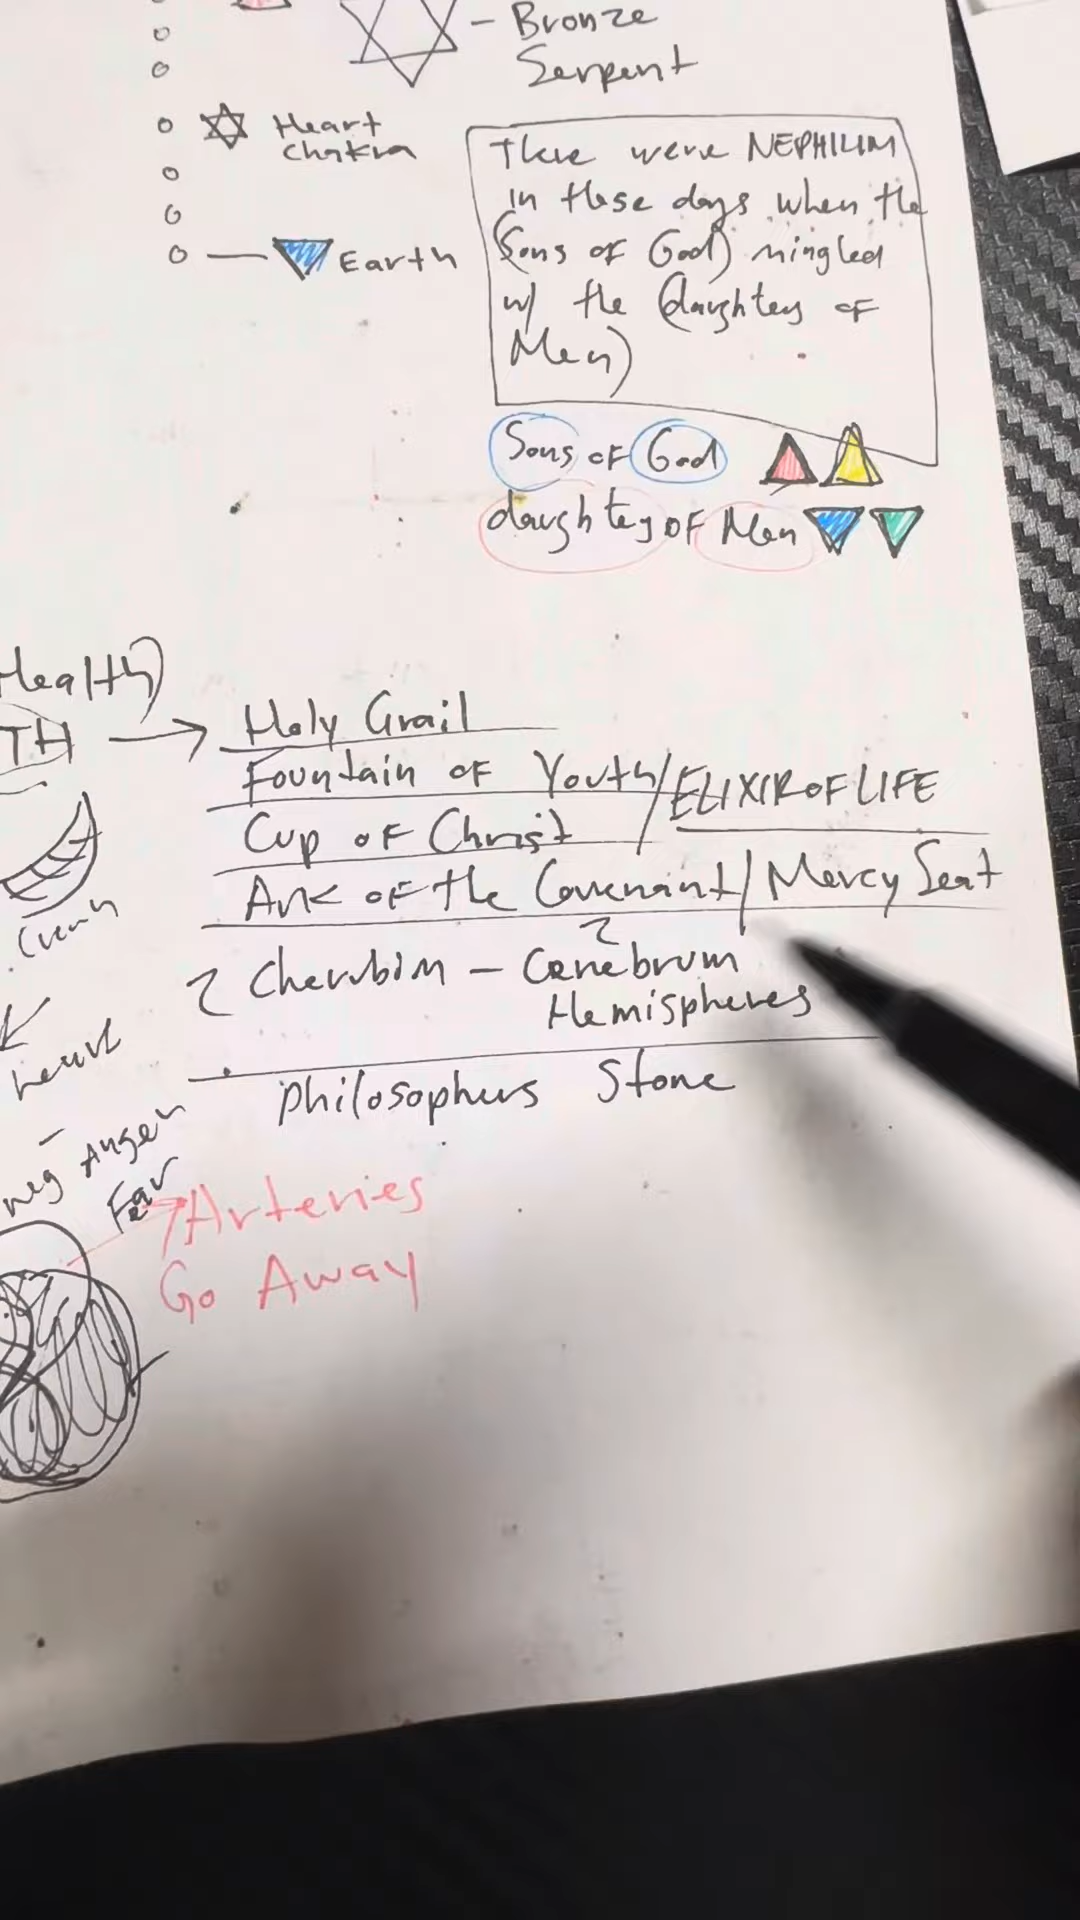 Bronze
Serpent
Heart
Chakra
Earth
There were NEPHILIM
in those days when the
(Sons of God) mingled
w/ the (daughters of
Men)
Sons of God
daughters of Men
Health)
TH
Holy Grail
Fountain of Youth/ELIXIR OF LIFE
Cup of Christ
Ark of the Covenant/Mercy Seat
2
2 Cherubim - Cerebrum
Hemispheres
Philosophers Stone
heart
neg Anger
Fear
Arteries
Go Away